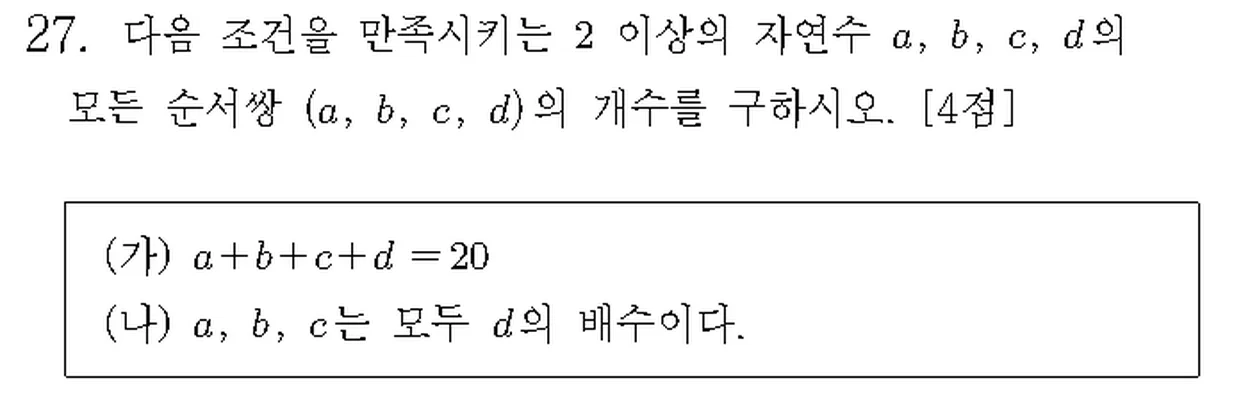 27. 다음 조건을 만족시키는 2 이상의 자연수 a, b, c, d의
모든 순서쌍 (a, b, c, d)의 개수를 구하시오. [4점]
(가) a+b+c+d=20
(나) a, b, c는 모두 d의 배수이다.